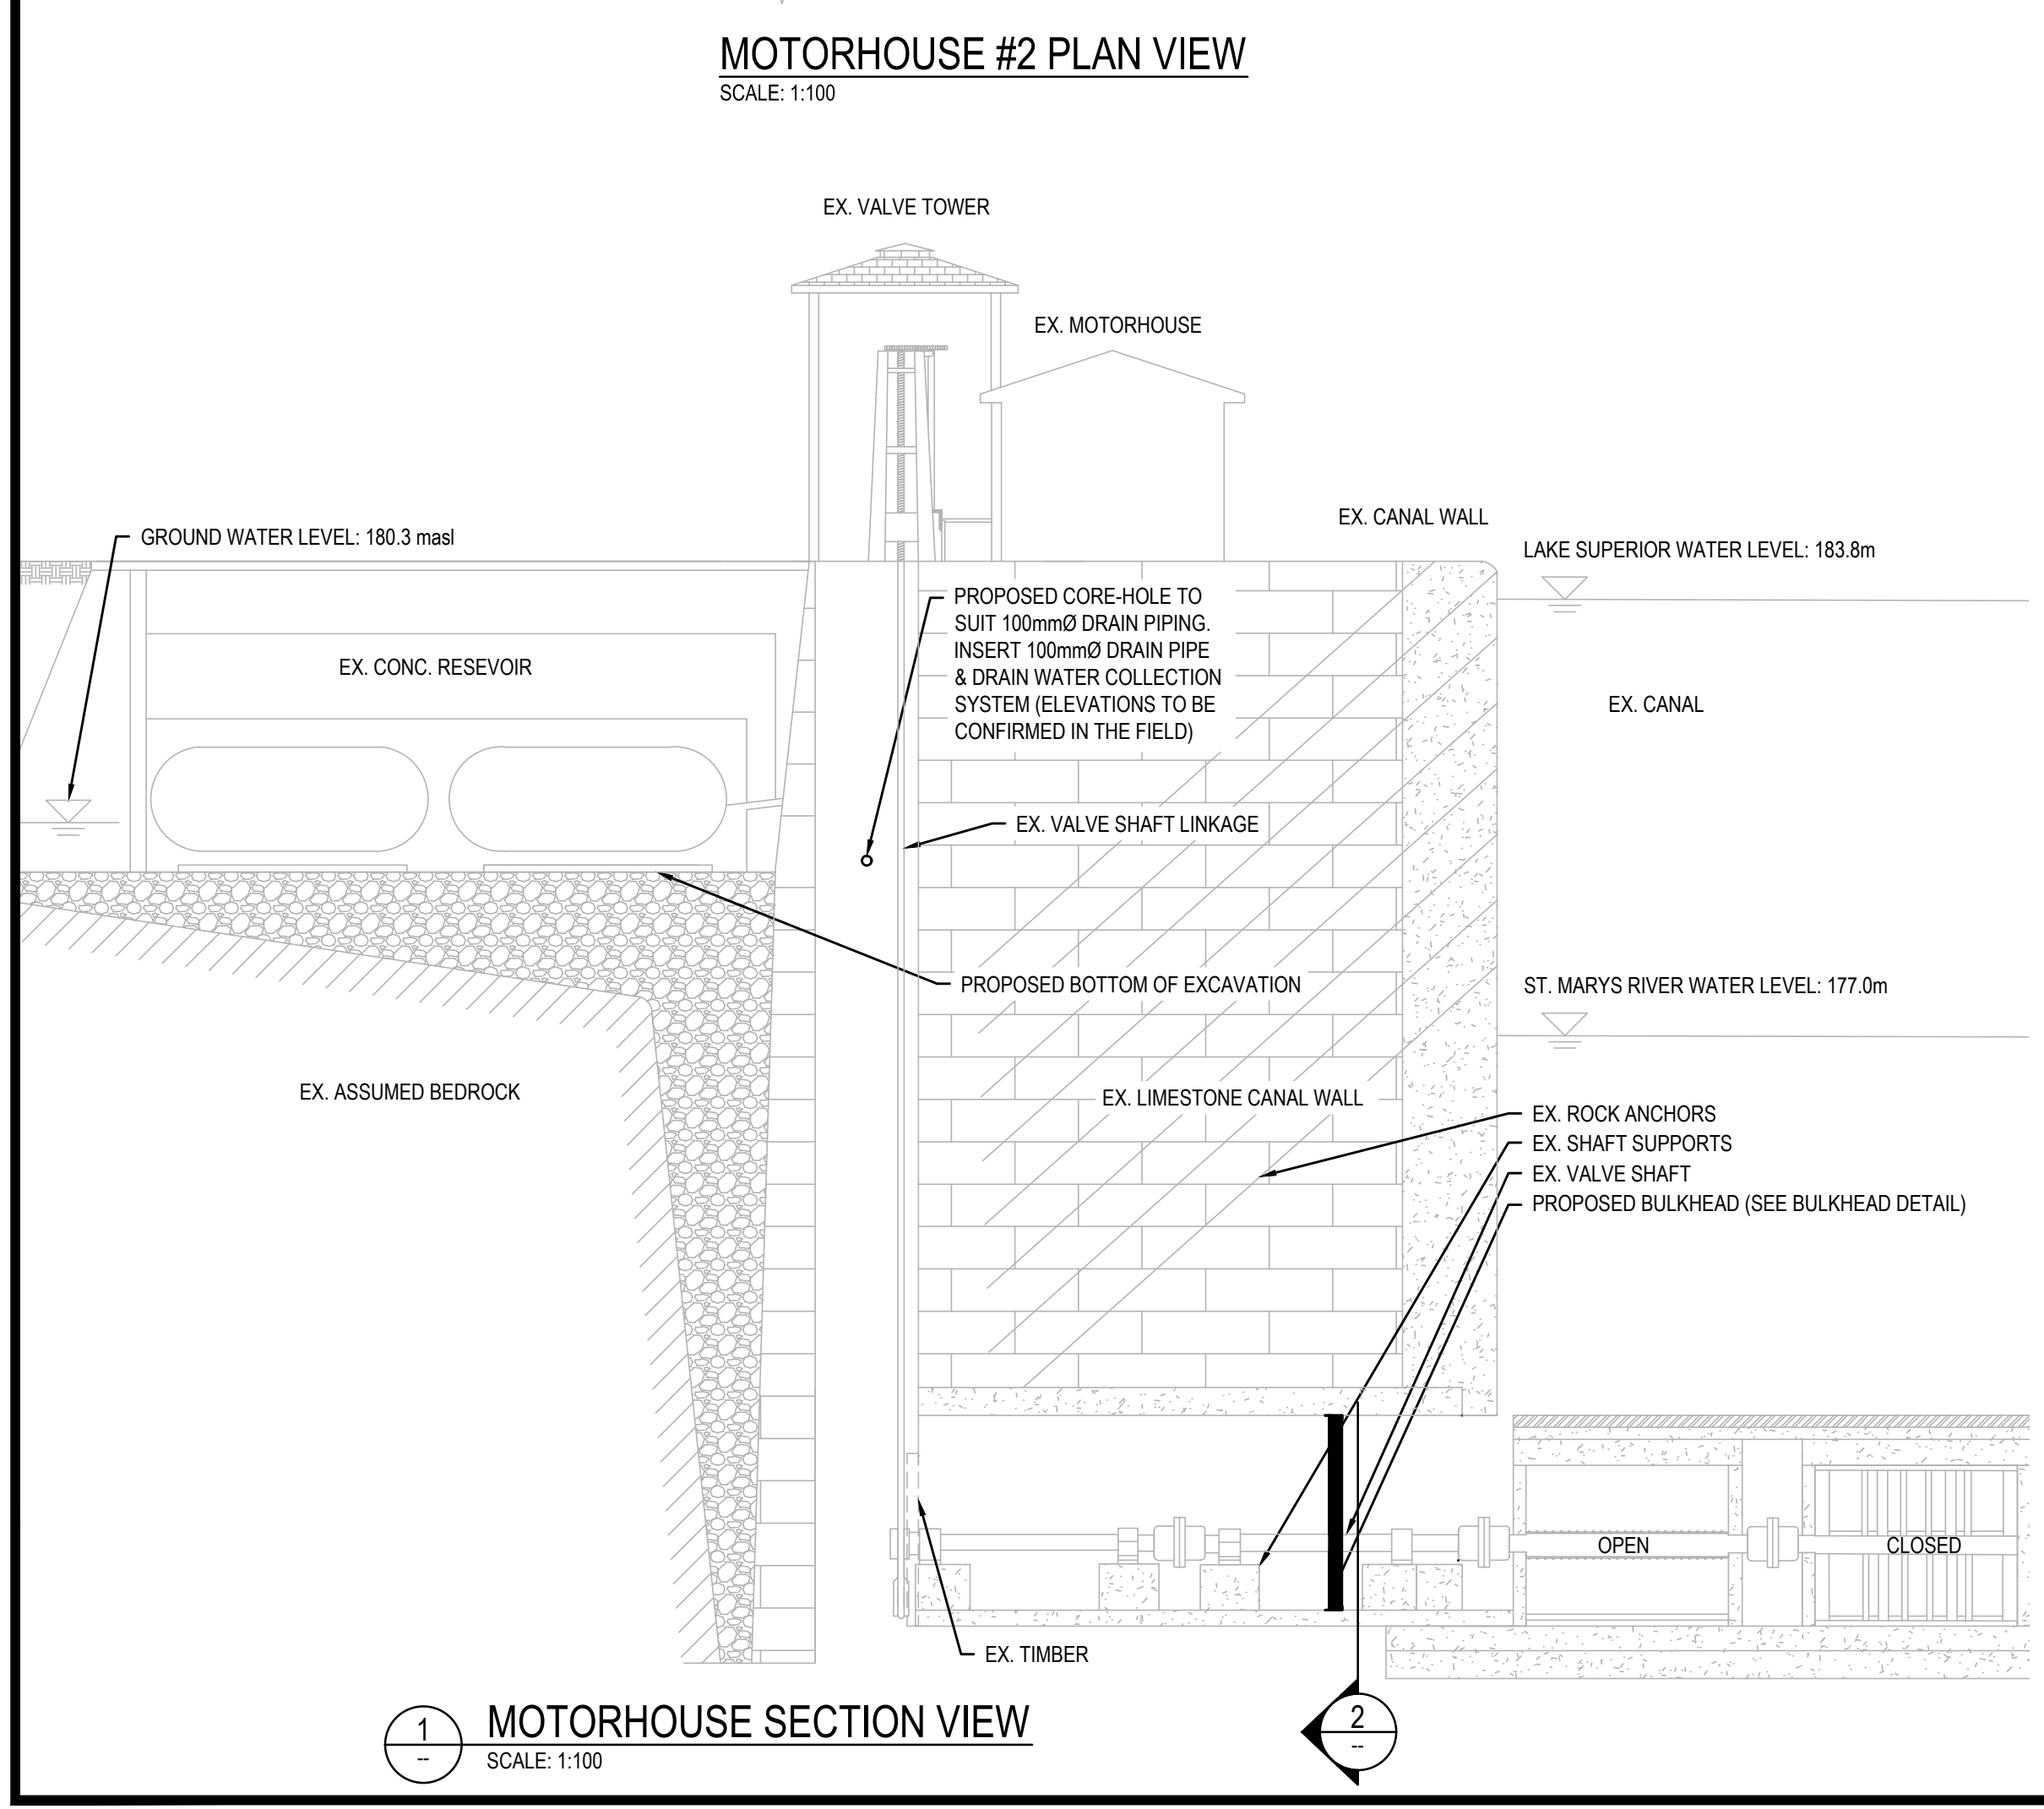 MOTORHOUSE #2 PLAN VIEW
SCALE: 1:100
EX. VALVE TOWER
EX. MOTORHOUSE
EX. CANAL WALL
GROUND WATER LEVEL: 180.3 masl
LAKE SUPERIOR WATER LEVEL: 183.8m
PROPOSED CORE-HOLE TO
SUIT 100mmØ DRAIN PIPING.
INSERT 100mmØ DRAIN PIPE
& DRAIN WATER COLLECTION
SYSTEM (ELEVATIONS TO BE
CONFIRMED IN THE FIELD)
EX. CONC. RESEVOIR
EX. CANAL
EX. VALVE SHAFT LINKAGE
PROPOSED BOTTOM OF EXCAVATION
ST. MARYS RIVER WATER LEVEL: 177.0m
EX. ASSUMED BEDROCK
EX. LIMESTONE CANAL WALL
EX. ROCK ANCHORS
EX. SHAFT SUPPORTS
EX. VALVE SHAFT
PROPOSED BULKHEAD (SEE BULKHEAD DETAIL)
OPEN
CLOSED
EX. TIMBER
1
--
MOTORHOUSE SECTION VIEW
SCALE: 1:100
2
--